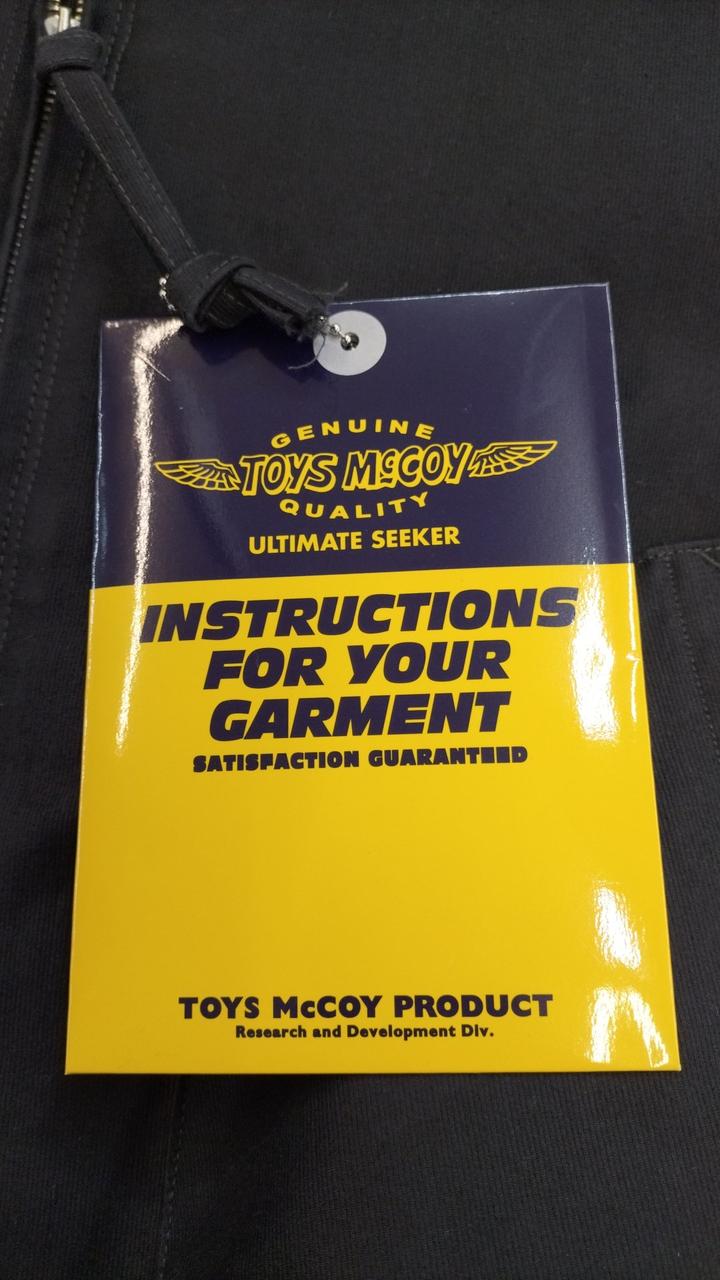 GENUINE
TOYS McCOY
QUALITY
ULTIMATE SEEKER
INSTRUCTIONS
FOR YOUR
GARMENT
SATISFACTION GUARANTEED
TOYS McCOY PRODUCT
Research and Development Div.